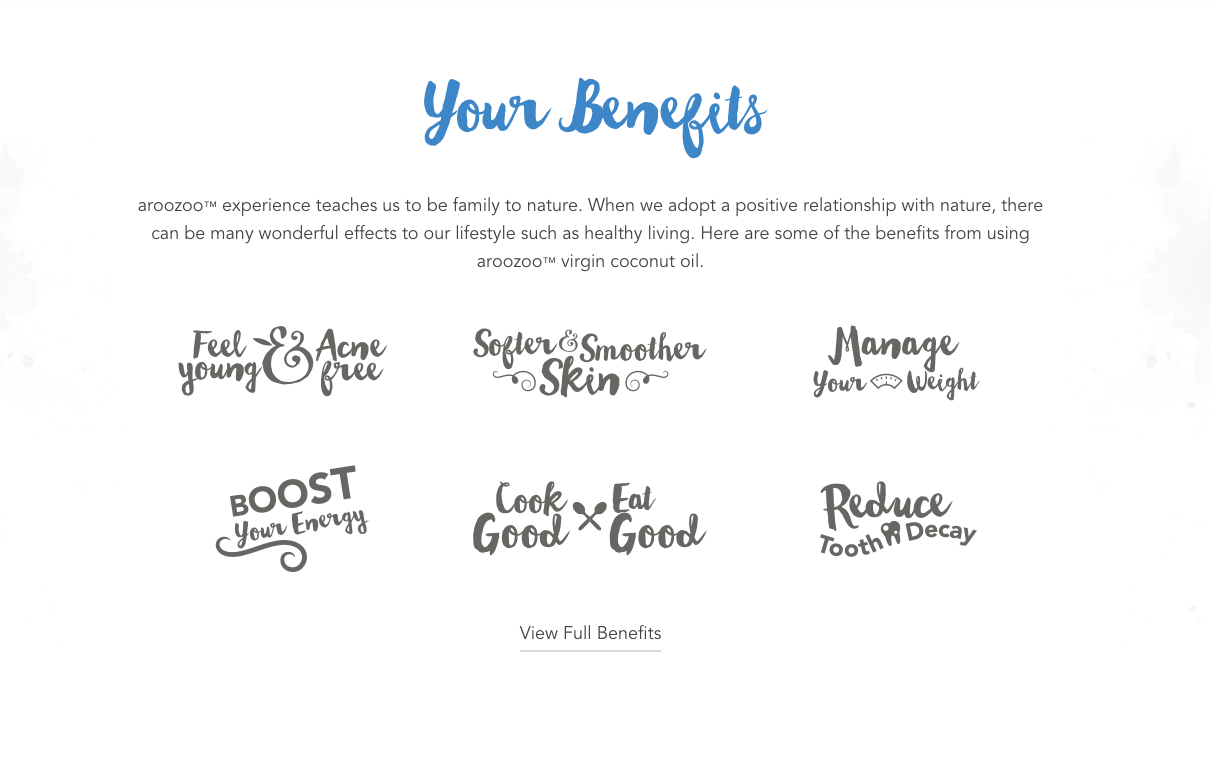 Your Benefits
aroozoo™ experience teaches us to be family to nature. When we adopt a positive relationship with nature, there
can be many wonderful effects to our lifestyle such as healthy living. Here are some of the benefits from using
aroozoo™ virgin coconut oil.
Feel young & Acne free
Softer & Smoother
Skin
Manage
Your Weight
BOOST
Your Energy
Cook Eat
Good Good
Reduce
Tooth Decay
View Full Benefits